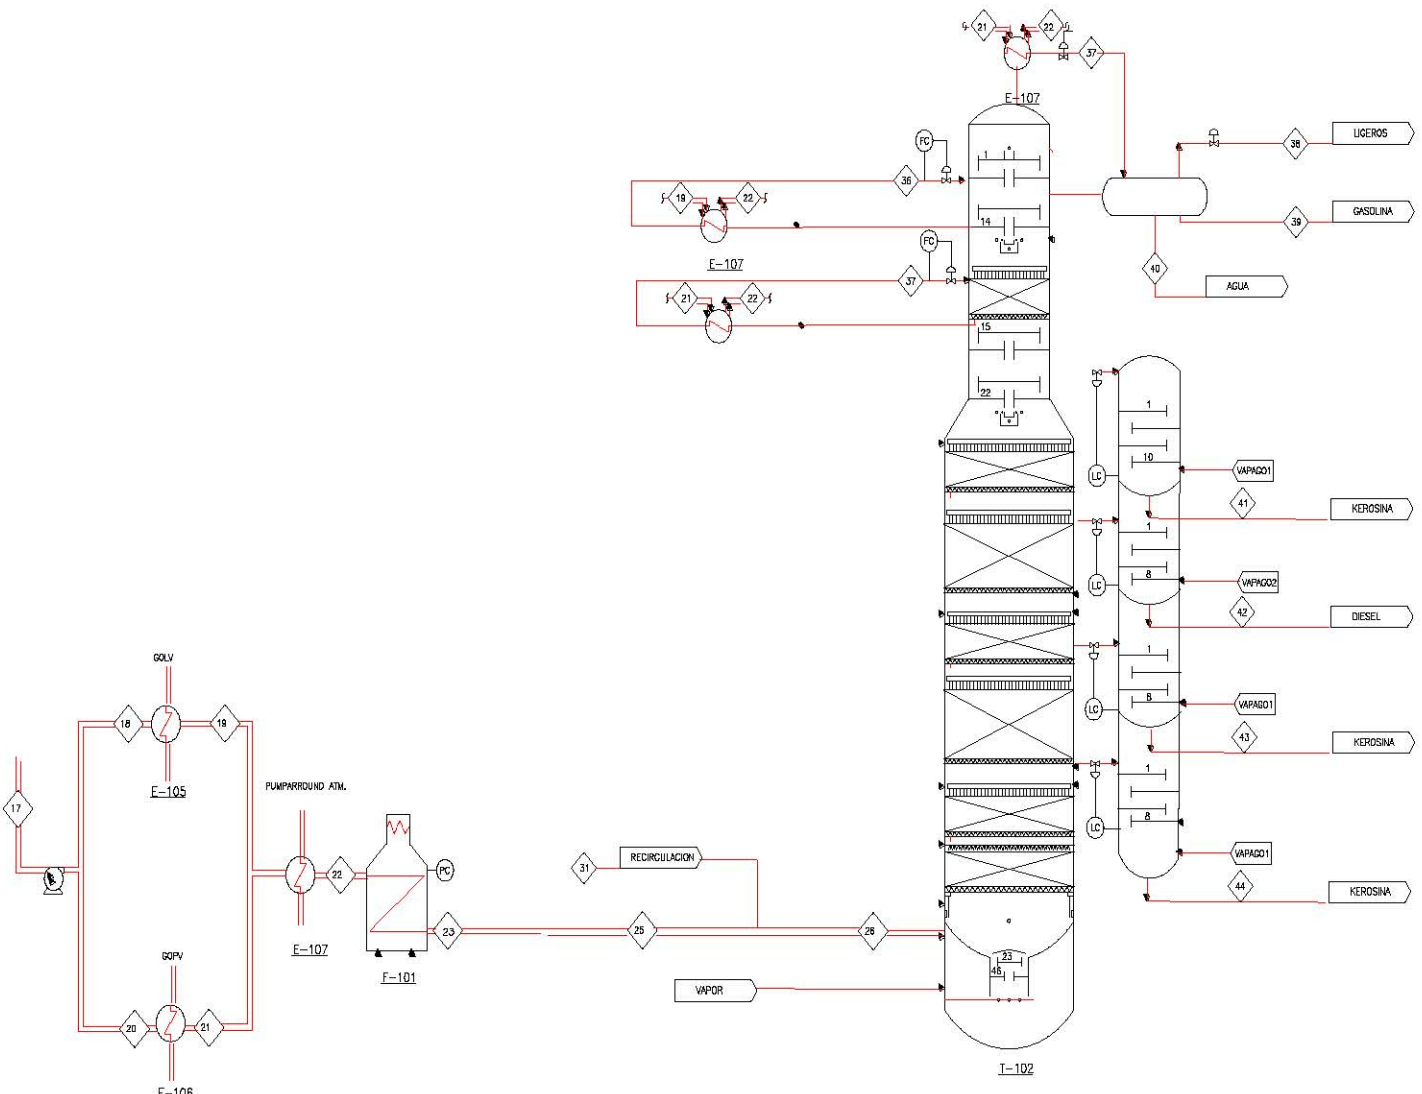 21
22
37
E-107
FC
1
36
38
LIGEROS
19
22
14
39
GASOLINA
E-107
FC
37
40
AGUA
21
22
15
22
1
10
LC
VAPAGO1
41
KEROSINA
1
8
LC
VAPAGO2
42
DIESEL
1
8
LC
VAPAGO1
43
KEROSINA
1
8
LC
VAPAGO1
44
KEROSINA
GOLV
18
19
E-105
17
PUMPARROUND ATM.
22
PC
E-107
F-101
23
31
RECIRCULACION
25
26
23
46
VAPOR
T-102
GOPV
20
21
E-106